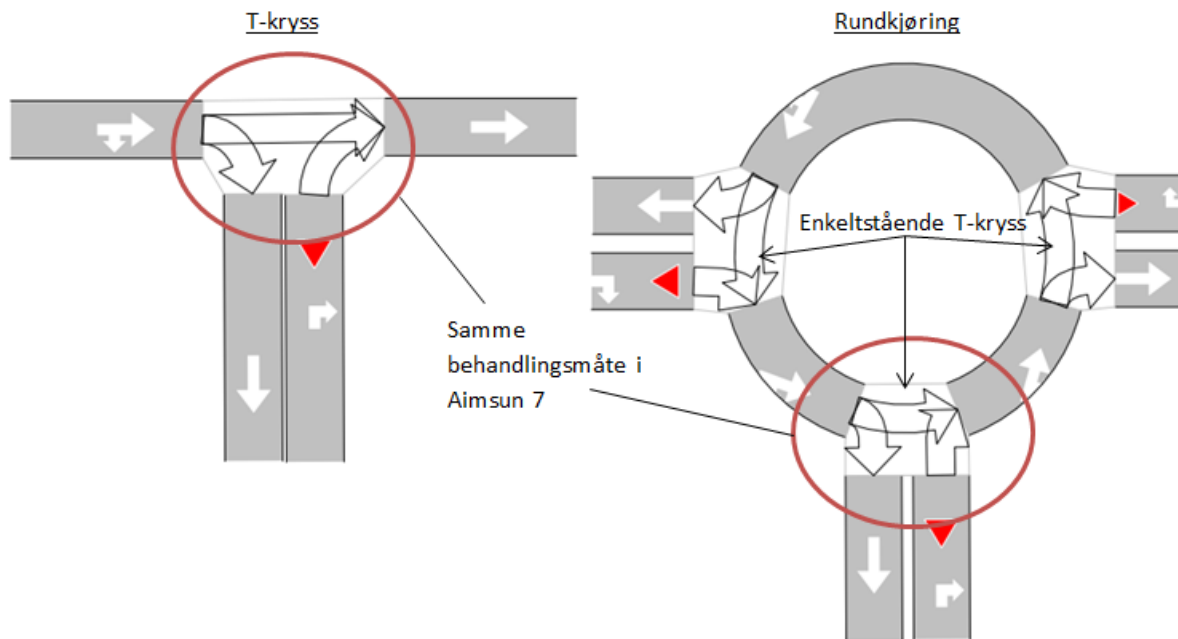 T-kryss
Rundkjøring
Enkeltstående T-kryss
Samme
behandlingsmåte i
Aimsun 7